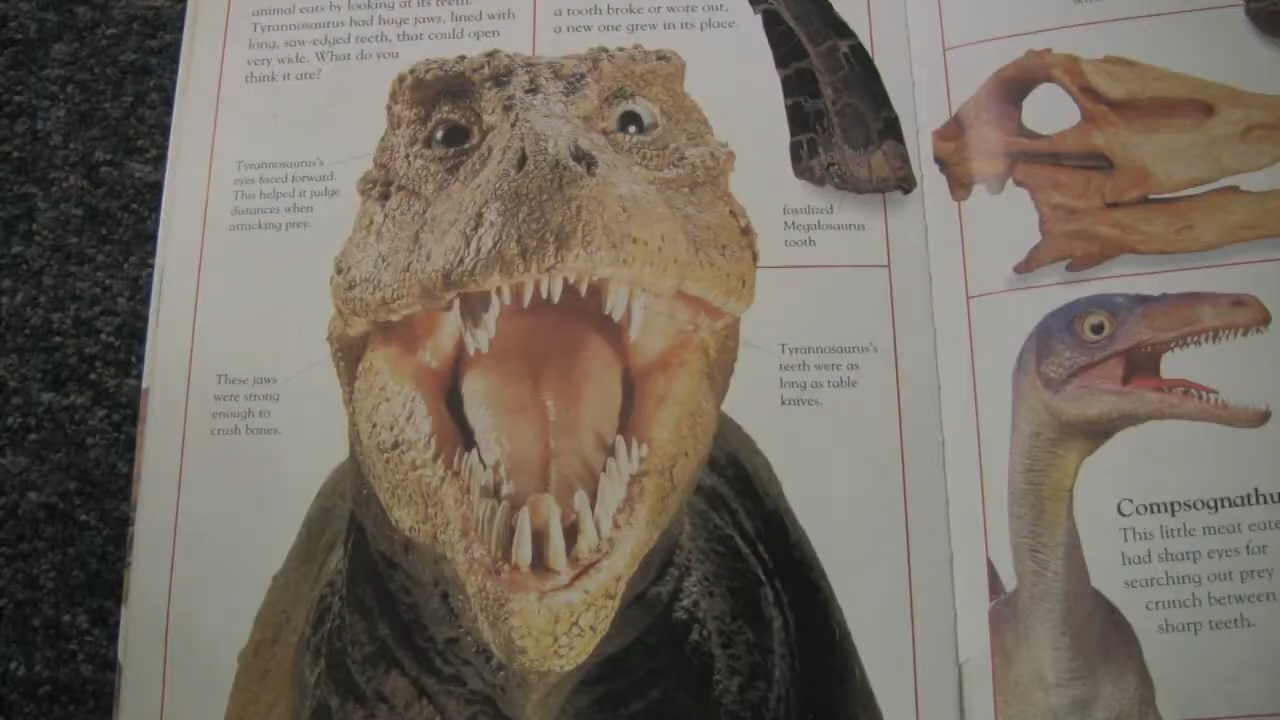 animal eats by looking at its teeth.
Tyrannosaurus had huge jaws, lined with
long, saw-edged teeth, that could open
very wide. What do you
think it ate?
a tooth broke or wore out,
a new one grew in its place.
Tyrannosaurus's
eyes faced forward.
This helped it judge
distances when
attacking prey.
fossilized
Megalosaurus
tooth
These jaws
were strong
enough to
crush bones.
Tyrannosaurus's
teeth were as
long as table
knives.
Compsognathu
This little meat eate
had sharp eyes for
searching out prey
crunch between
sharp teeth.